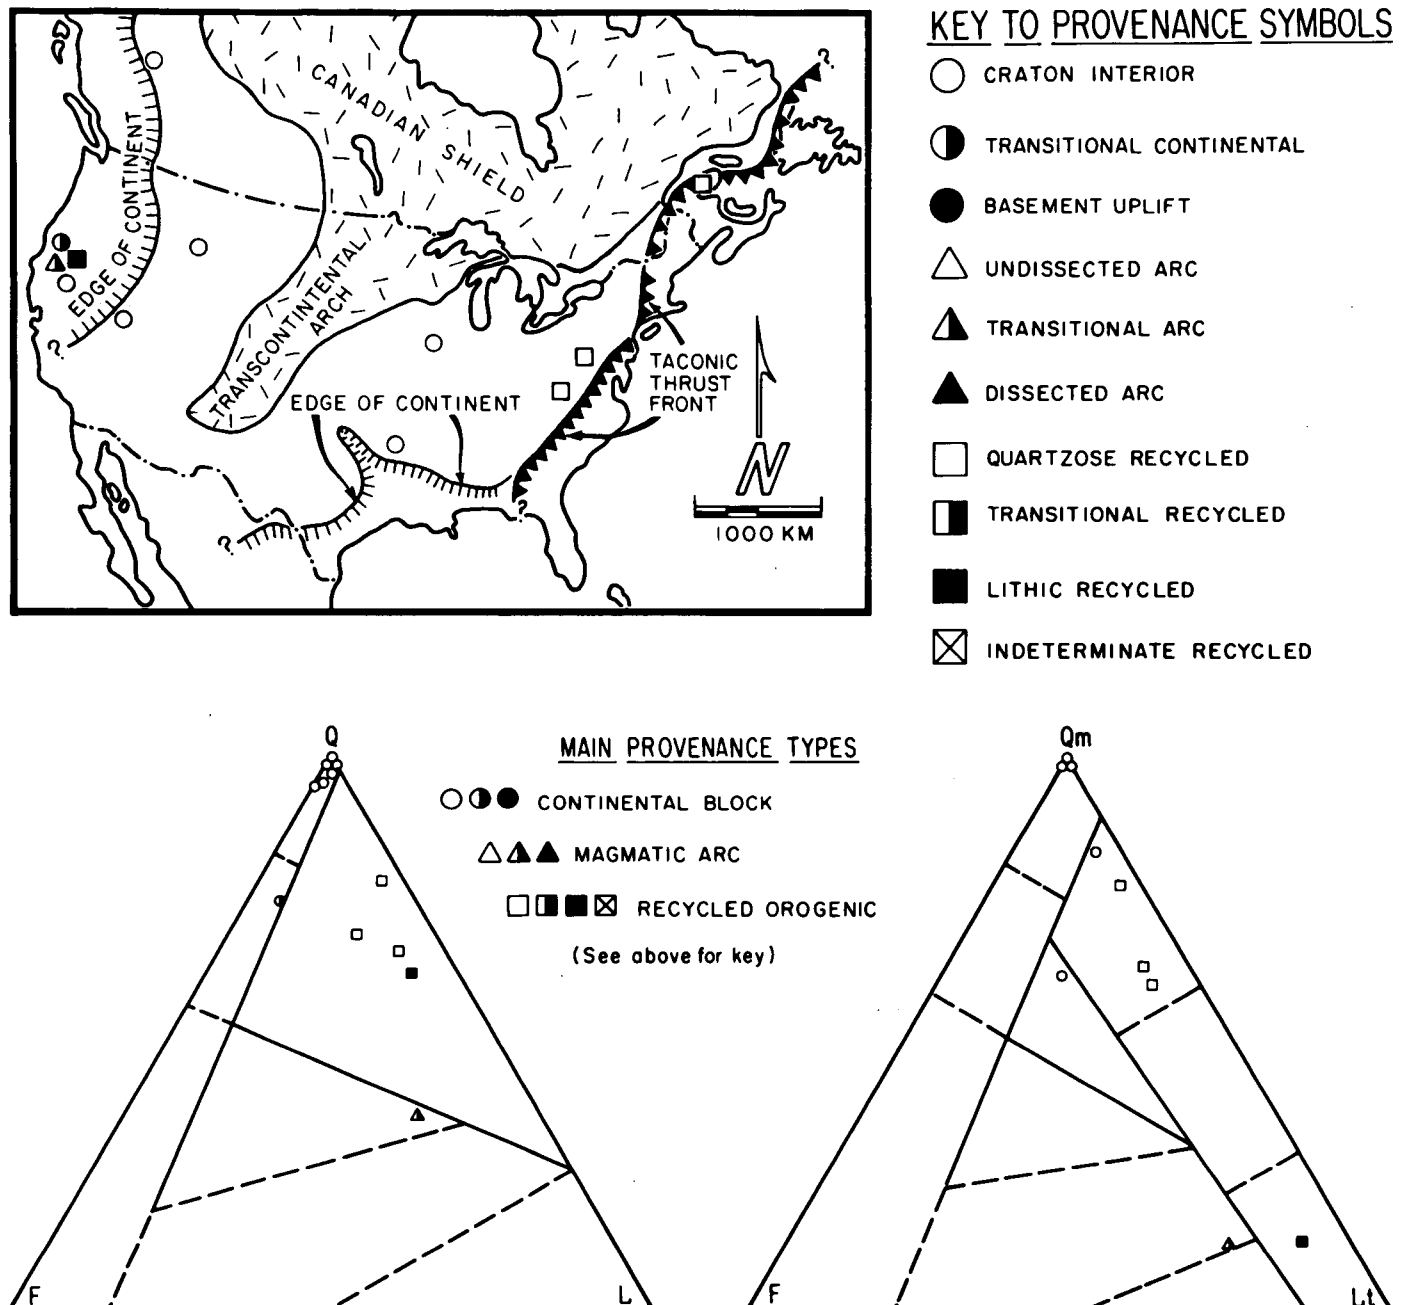 KEY TO PROVENANCE SYMBOLS
CRATON INTERIOR
TRANSITIONAL CONTINENTAL
BASEMENT UPLIFT
UNDISSECTED ARC
TRANSITIONAL ARC
DISSECTED ARC
QUARTZOSE RECYCLED
TRANSITIONAL RECYCLED
LITHIC RECYCLED
INDETERMINATE RECYCLED
CANADIAN SHIELD
EDGE OF CONTINENT
?
?
TRANSCONTINENTAL
ARCH
EDGE OF CONTINENT
TACONIC
THRUST
FRONT
?
?
N
1000 KM
MAIN PROVENANCE TYPES
CONTINENTAL BLOCK
MAGMATIC ARC
RECYCLED OROGENIC
(See above for key)
Q
F
L
Qm
F
Lt